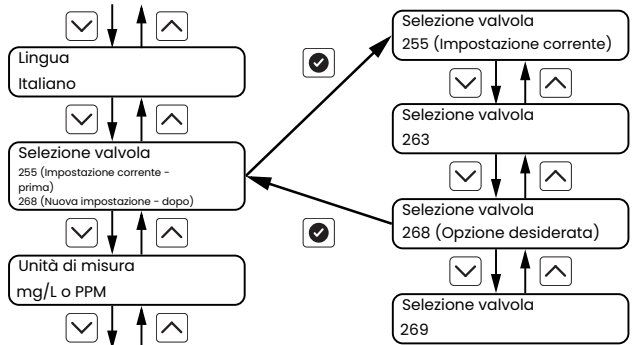 Lingua
Italiano
Selezione valvola
255 (Impostazione corrente -
prima)
268 (Nuova impostazione - dopo)
Unità di misura
mg/L o PPM
Selezione valvola
255 (Impostazione corrente)
Selezione valvola
263
Selezione valvola
268 (Opzione desiderata)
Selezione valvola
269